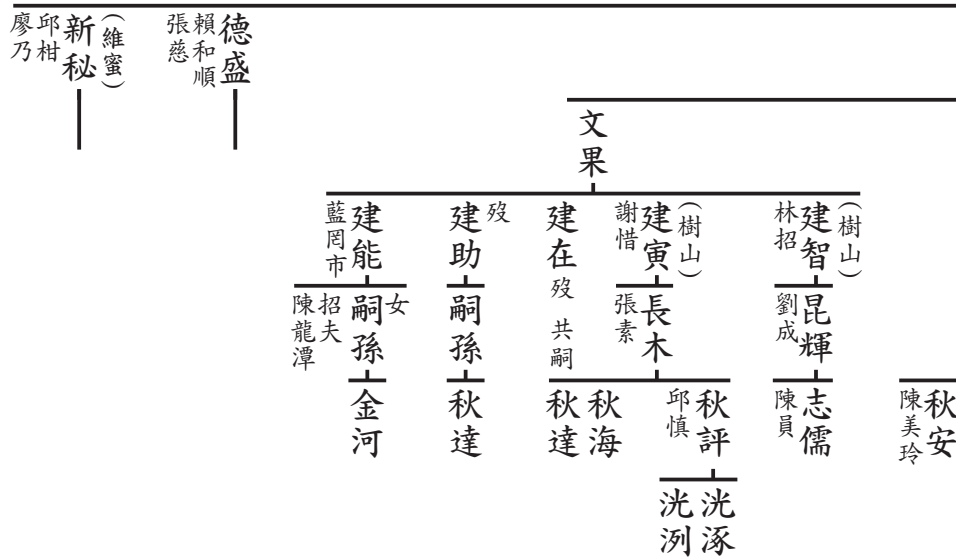 德盛
賴和順
張慈
(維蜜)
新秘
邱柑
廖乃
文果
(樹山)
建智
林招
(樹山)
建寅
謝惜
建在
歿 共嗣
歿
建助
建能
藍罔市
昆輝
劉成
長木
張素
嗣孫
女
嗣孫
招夫
陳龍潭
秋安
陳美玲
志儒
陳員
秋評
邱慎
秋海
秋達
秋達
金河
洸涿
洸洌